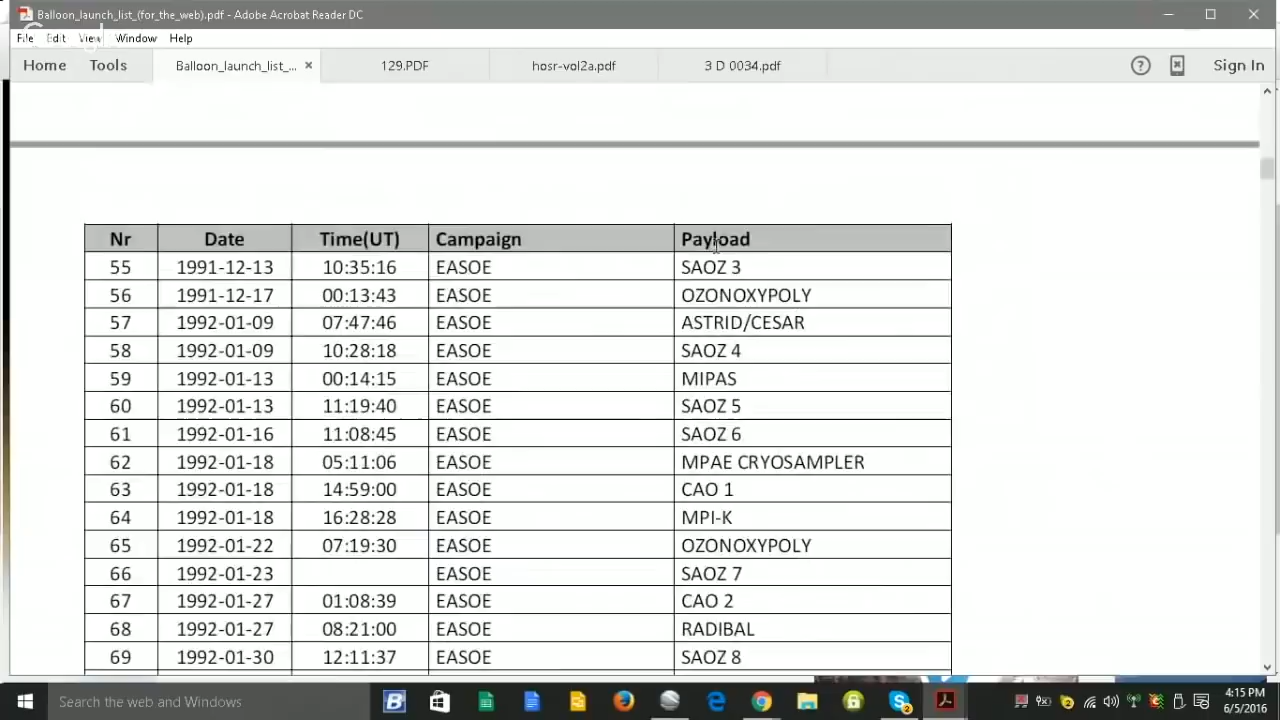 Balloon_launch_list_(for_the_web).pdf - Adobe Acrobat Reader DC
Google
File Edit View Window Help
Home Tools Balloon_launch_list_... × 129.PDF hosr-vol2a.pdf 3 D 0034.pdf ? Sign In
Nr Date Time(UT) Campaign Payload
55 1991-12-13 10:35:16 EASOE SAOZ 3
56 1991-12-17 00:13:43 EASOE OZONOXYPOLY
57 1992-01-09 07:47:46 EASOE ASTRID/CESAR
58 1992-01-09 10:28:18 EASOE SAOZ 4
59 1992-01-13 00:14:15 EASOE MIPAS
60 1992-01-13 11:19:40 EASOE SAOZ 5
61 1992-01-16 11:08:45 EASOE SAOZ 6
62 1992-01-18 05:11:06 EASOE MPAE CRYOSAMPLER
63 1992-01-18 14:59:00 EASOE CAO 1
64 1992-01-18 16:28:28 EASOE MPI-K
65 1992-01-22 07:19:30 EASOE OZONOXYPOLY
66 1992-01-23 EASOE SAOZ 7
67 1992-01-27 01:08:39 EASOE CAO 2
68 1992-01-27 08:21:00 EASOE RADIBAL
69 1992-01-30 12:11:37 EASOE SAOZ 8
Search the web and Windows
4:15 PM
6/5/2016